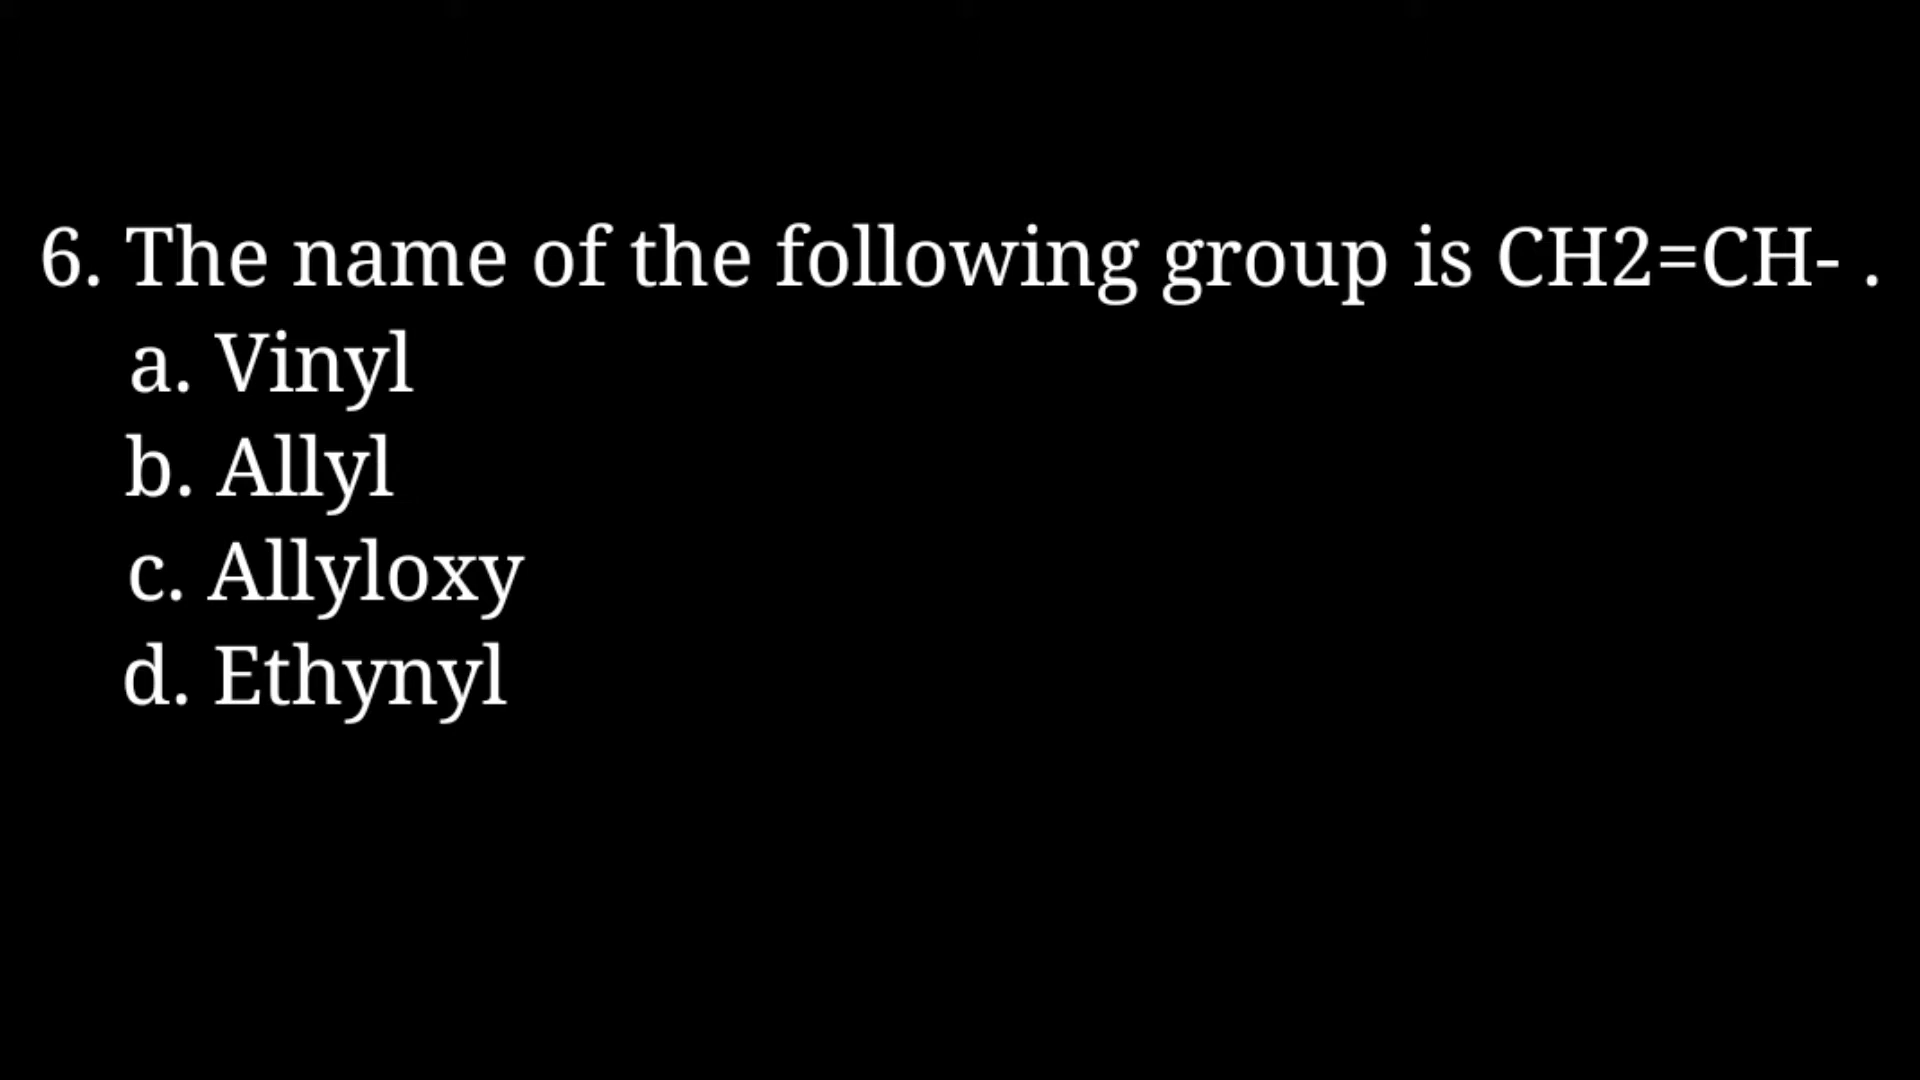 6. The name of the following group is CH2=CH- .
a. Vinyl
b. Allyl
c. Allyloxy
d. Ethynyl